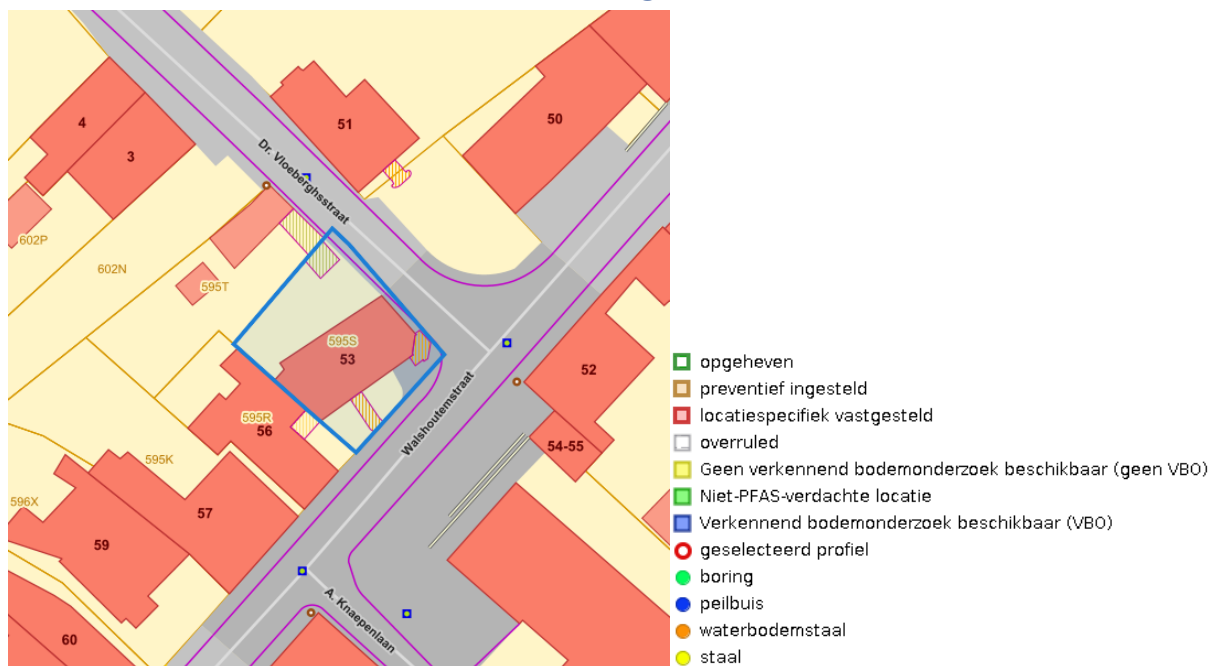 4
3
51
50
Dr. Vloeberghsstraat
602P
602N
595T
595S
53
52
Walshoutemstraat
595R
56
54-55
595K
596X
57
59
A. Knaepenlaan
60
opgeheven
preventief ingesteld
locatiespecifiek vastgesteld
overruled
Geen verkennend bodemonderzoek beschikbaar (geen VBO)
Niet-PFAS-verdachte locatie
Verkennend bodemonderzoek beschikbaar (VBO)
geselecteerd profiel
boring
peilbuis
waterbodemstaal
staal